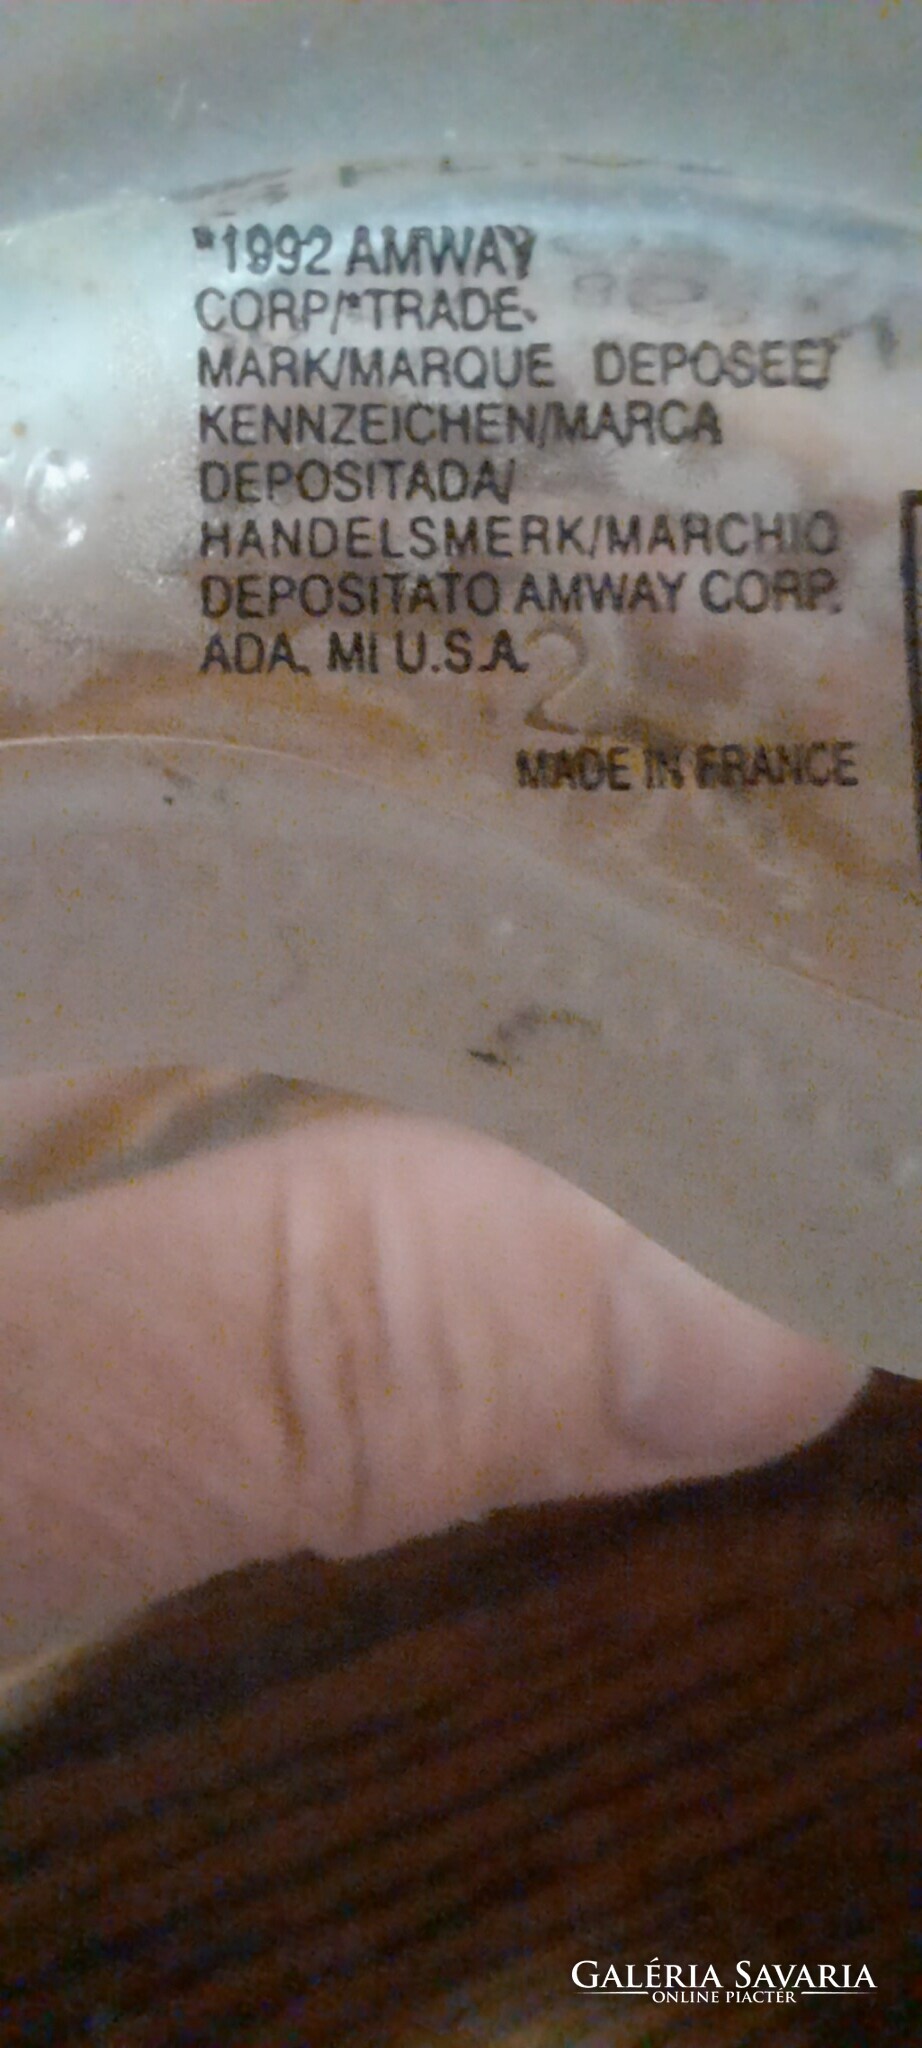 *1992 AMWAY
CORP/*TRADE-
MARK/MARQUE DEPOSEE/
KENNZEICHEN/MARCA
DEPOSITADA/
HANDELSMERK/MARCHIO
DEPOSITATO AMWAY CORP.
ADA, MI U.S.A.
2
MADE IN FRANCE
GALÉRIA SAVARIA
ONLINE PIACTÉR